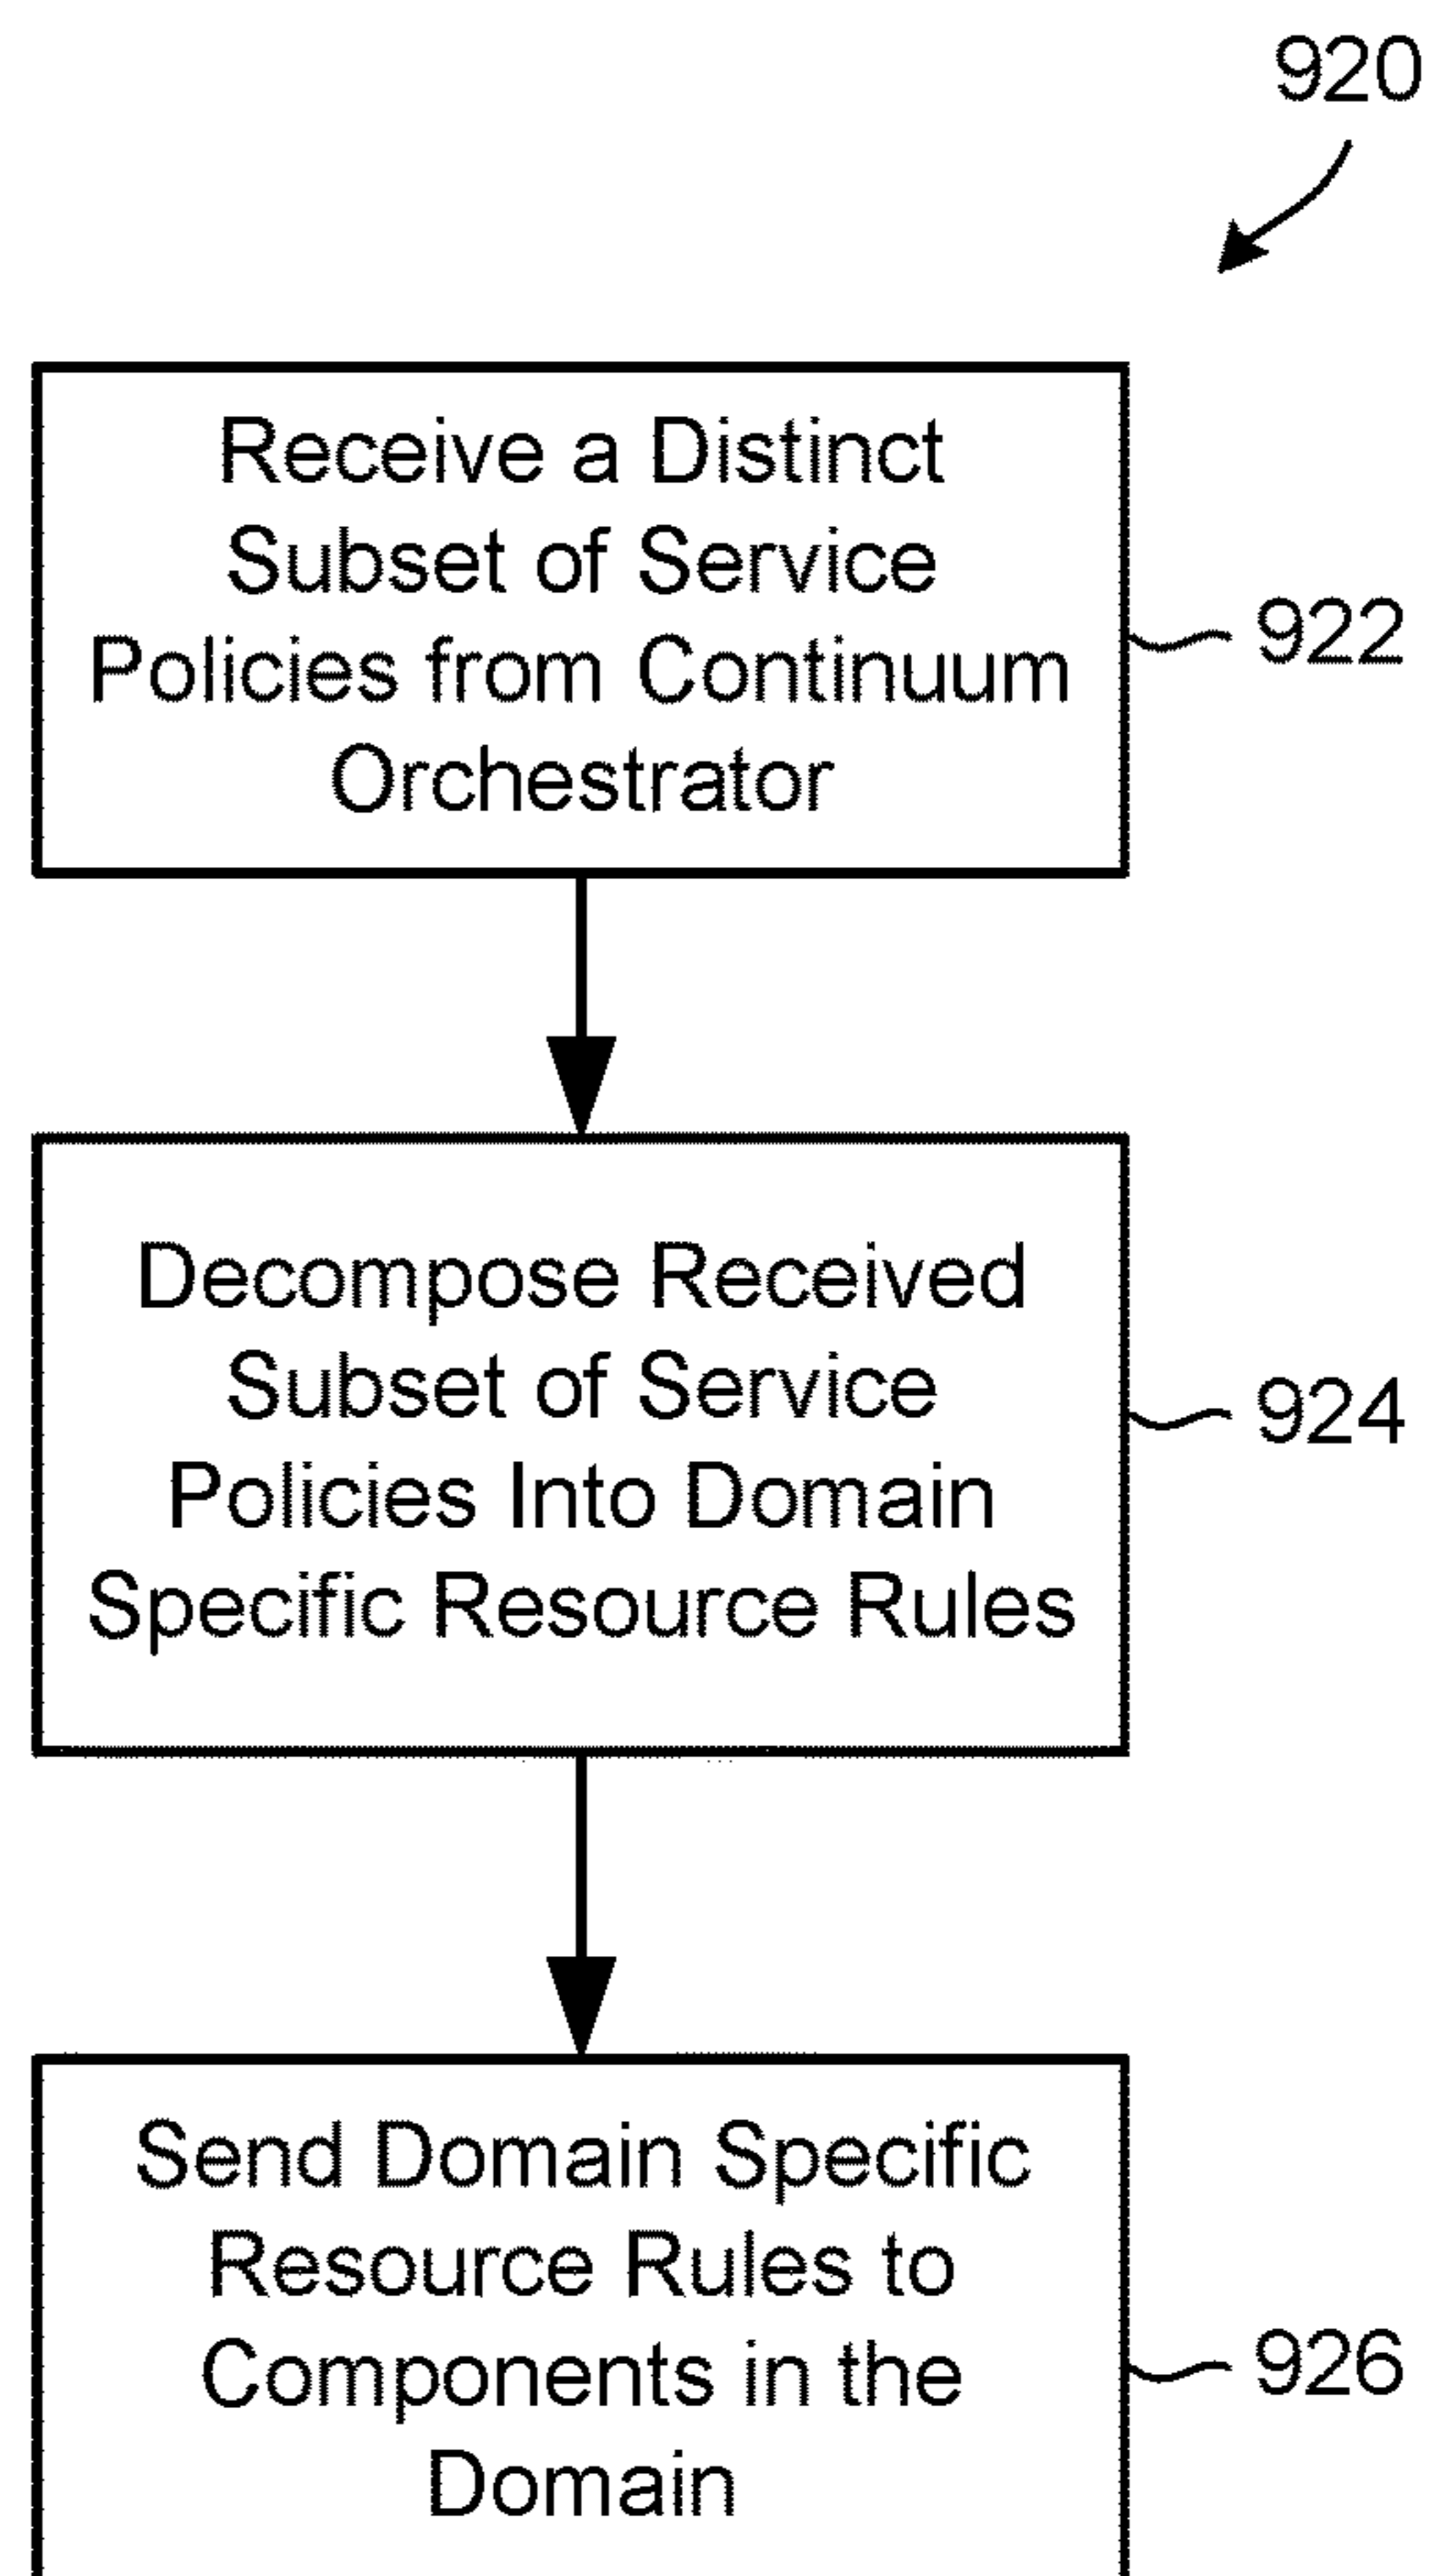 920
Receive a Distinct
Subset of Service
Policies from Continuum
Orchestrator
922
Decompose Received
Subset of Service
Policies Into Domain
Specific Resource Rules
924
Send Domain Specific
Resource Rules to
Components in the
Domain
926